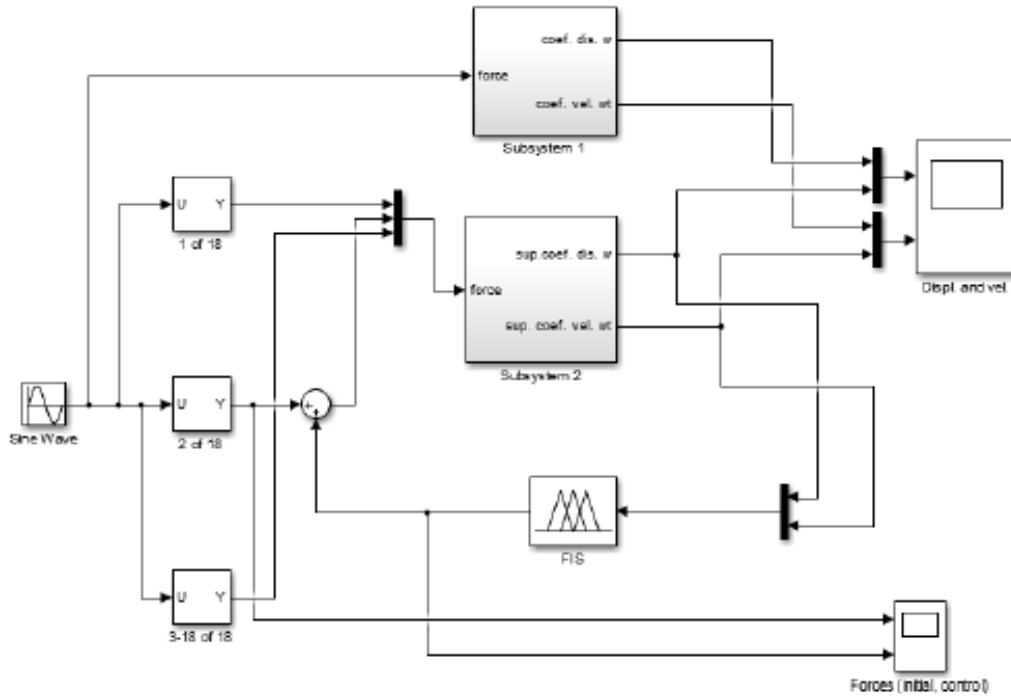 coef. dis. w
force
coef. vel. wt
Subsystem 1
U Y
1 of 18
sup.coef. dis. w
force
sup. coef. vel. wt
Subsystem 2
Displ. and vel.
Sine Wave
U Y
2 of 18
FIS
U Y
3-18 of 18
Forces (initial, control)